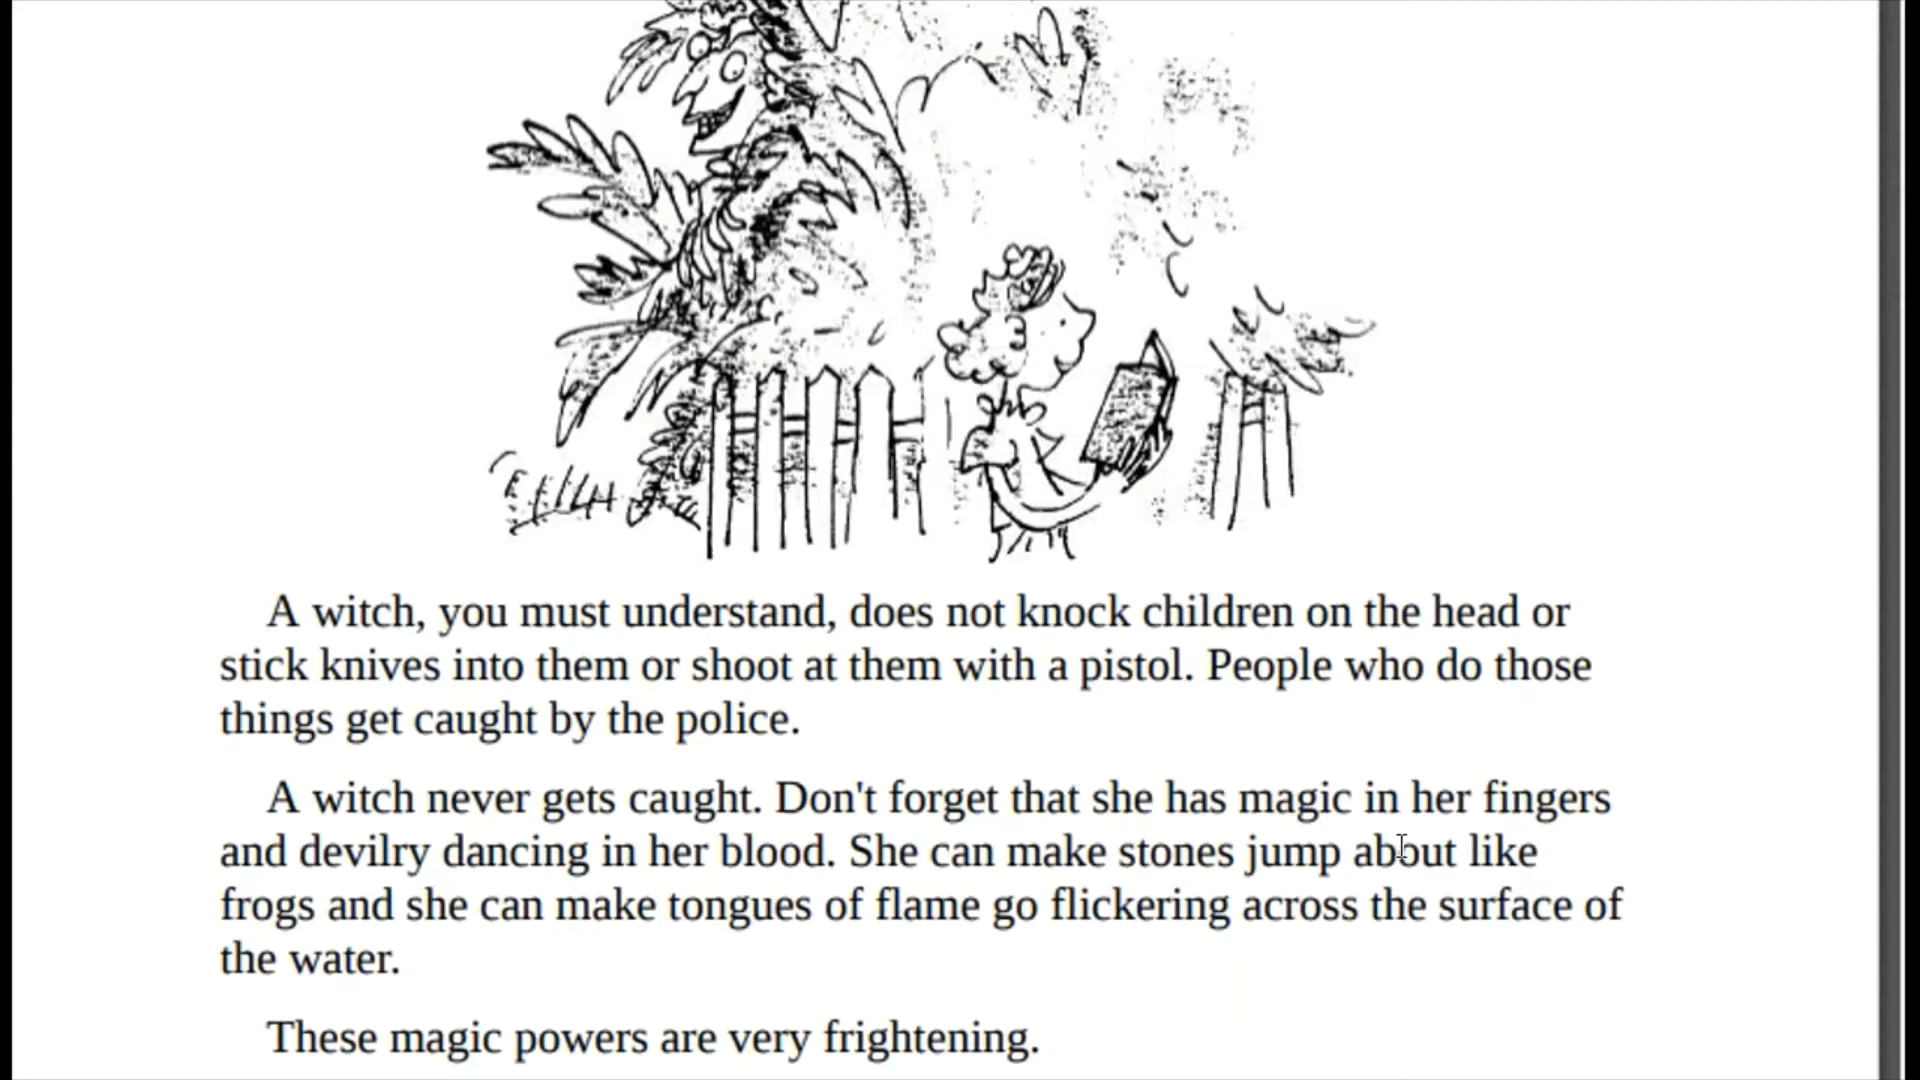 A witch, you must understand, does not knock children on the head or
stick knives into them or shoot at them with a pistol. People who do those
things get caught by the police.
A witch never gets caught. Don't forget that she has magic in her fingers
and devilry dancing in her blood. She can make stones jump about like
frogs and she can make tongues of flame go flickering across the surface of
the water.
These magic powers are very frightening.